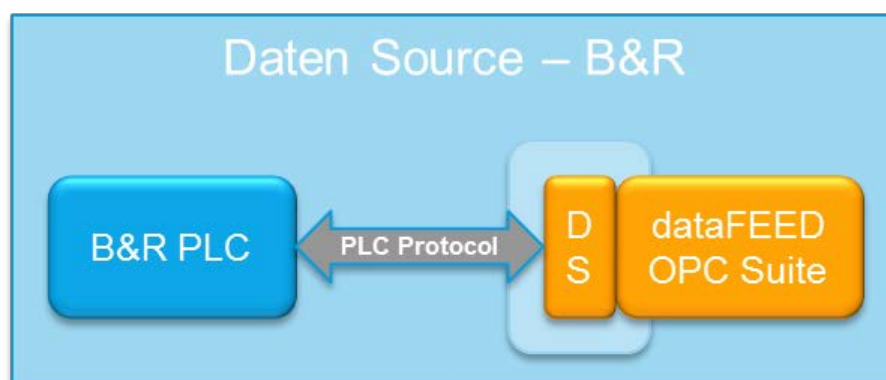 Daten Source – B&R
B&R PLC
PLC Protocol
D
S
dataFEED
OPC Suite